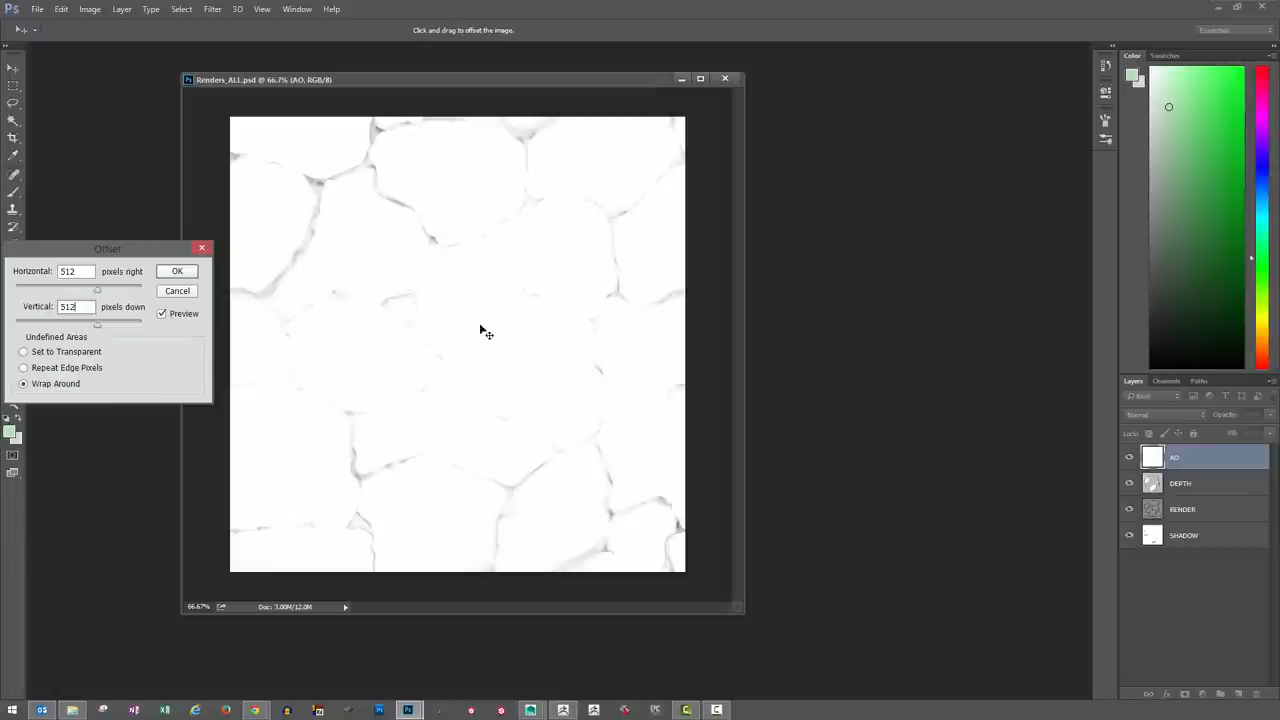 Ps File Edit Image Layer Type Select Filter 3D View Window Help
Click and drag to offset the image.
Essentials
Renders_ALL.psd @ 66.7% (AO, RGB/8)
Color Swatches
Offset
Horizontal: 512 pixels right OK
Cancel
Vertical: 512 pixels down
Preview
Undefined Areas
Set to Transparent
Repeat Edge Pixels
Wrap Around
Layers Channels Paths
Kind
Normal Opacity:
Lock: Fill:
AO
DEPTH
RENDER
SHADOW
66.67% Doc: 3.00M/12.0M